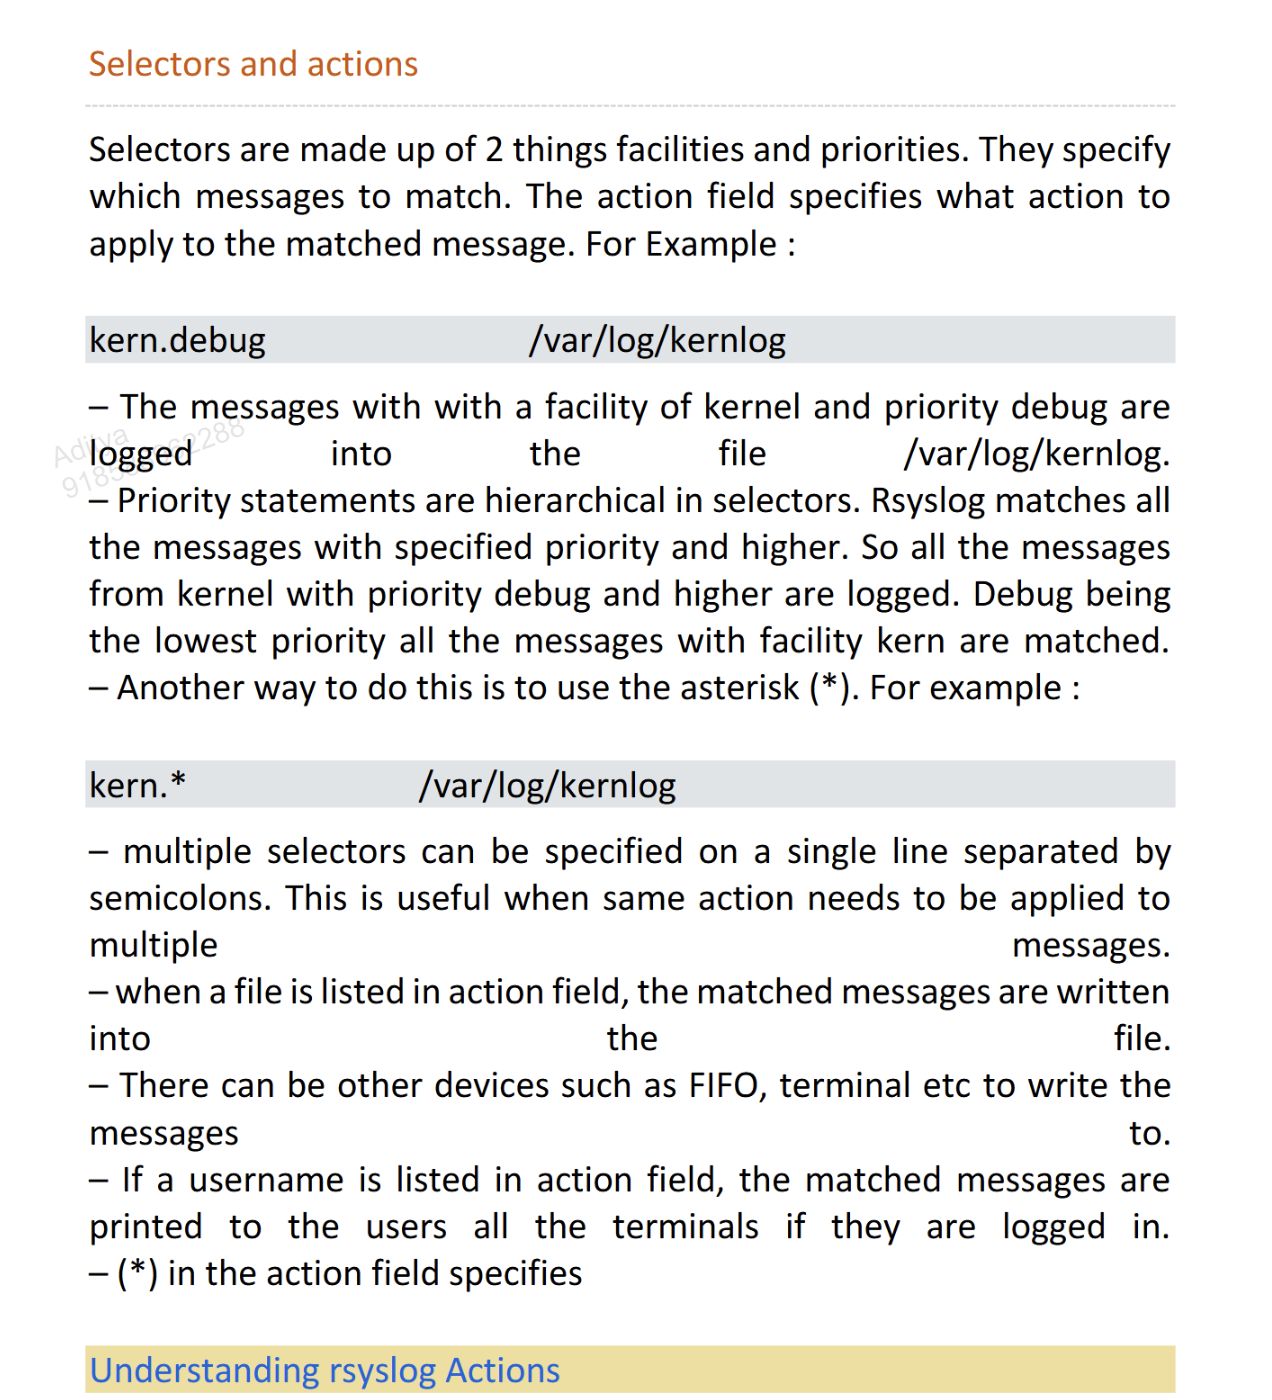 Selectors and actions
Selectors are made up of 2 things facilities and priorities. They specify
which messages to match. The action field specifies what action to
apply to the matched message. For Example :
kern.debug /var/log/kernlog
– The messages with with a facility of kernel and priority debug are
logged into the file /var/log/kernlog.
– Priority statements are hierarchical in selectors. Rsyslog matches all
the messages with specified priority and higher. So all the messages
from kernel with priority debug and higher are logged. Debug being
the lowest priority all the messages with facility kern are matched.
– Another way to do this is to use the asterisk (*). For example :
kern.* /var/log/kernlog
– multiple selectors can be specified on a single line separated by
semicolons. This is useful when same action needs to be applied to
multiple messages.
– when a file is listed in action field, the matched messages are written
into the file.
– There can be other devices such as FIFO, terminal etc to write the
messages to.
– If a username is listed in action field, the matched messages are
printed to the users all the terminals if they are logged in.
– (*) in the action field specifies
Understanding rsyslog Actions
Aditya